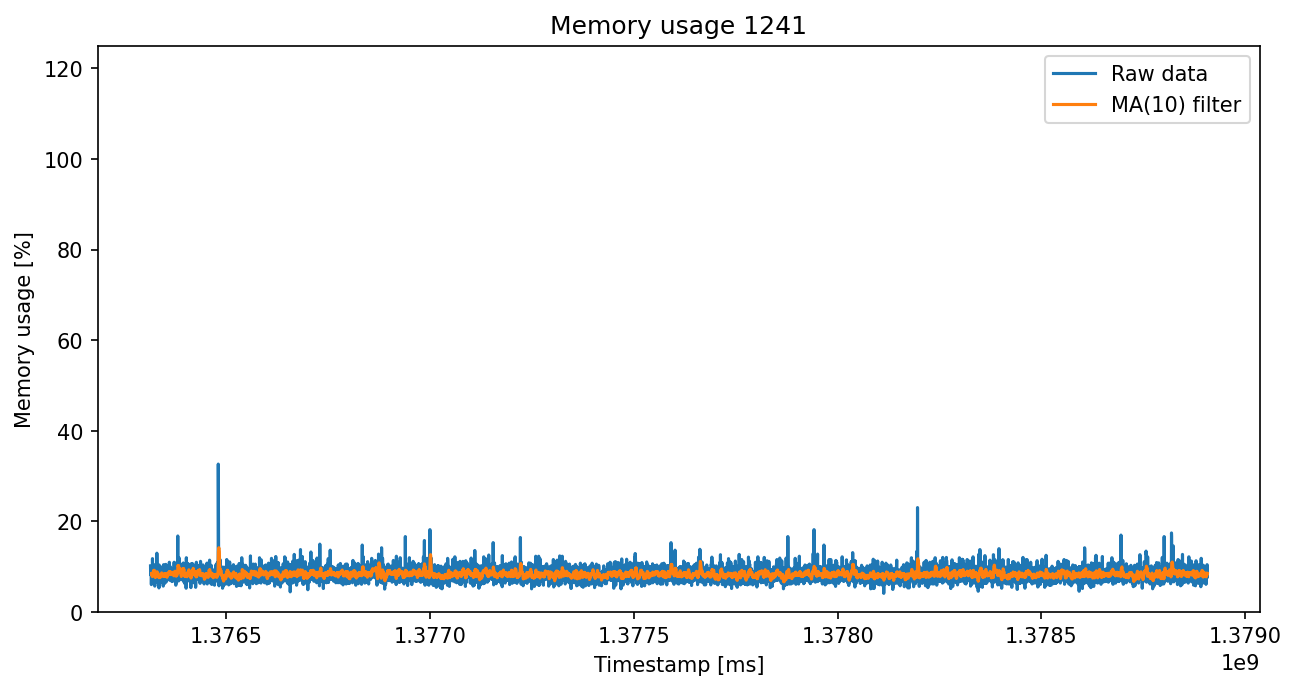 Memory usage 1241
Raw data
MA(10) filter
Memory usage [%]
120
100
80
60
40
20
0
1.3765 1.3770 1.3775 1.3780 1.3785 1.3790
Timestamp [ms]
1e9